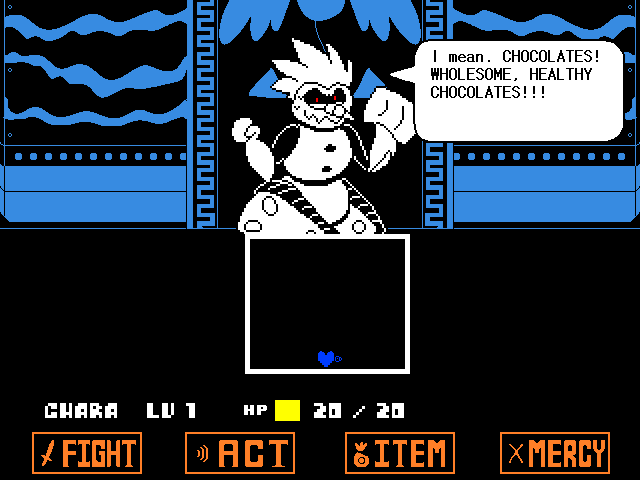 I mean. CHOCOLATES!
WHOLESOME, HEALTHY
CHOCOLATES!!!
CHARA LV 1 HP 20 / 20
FIGHT ACT ITEM MERCY